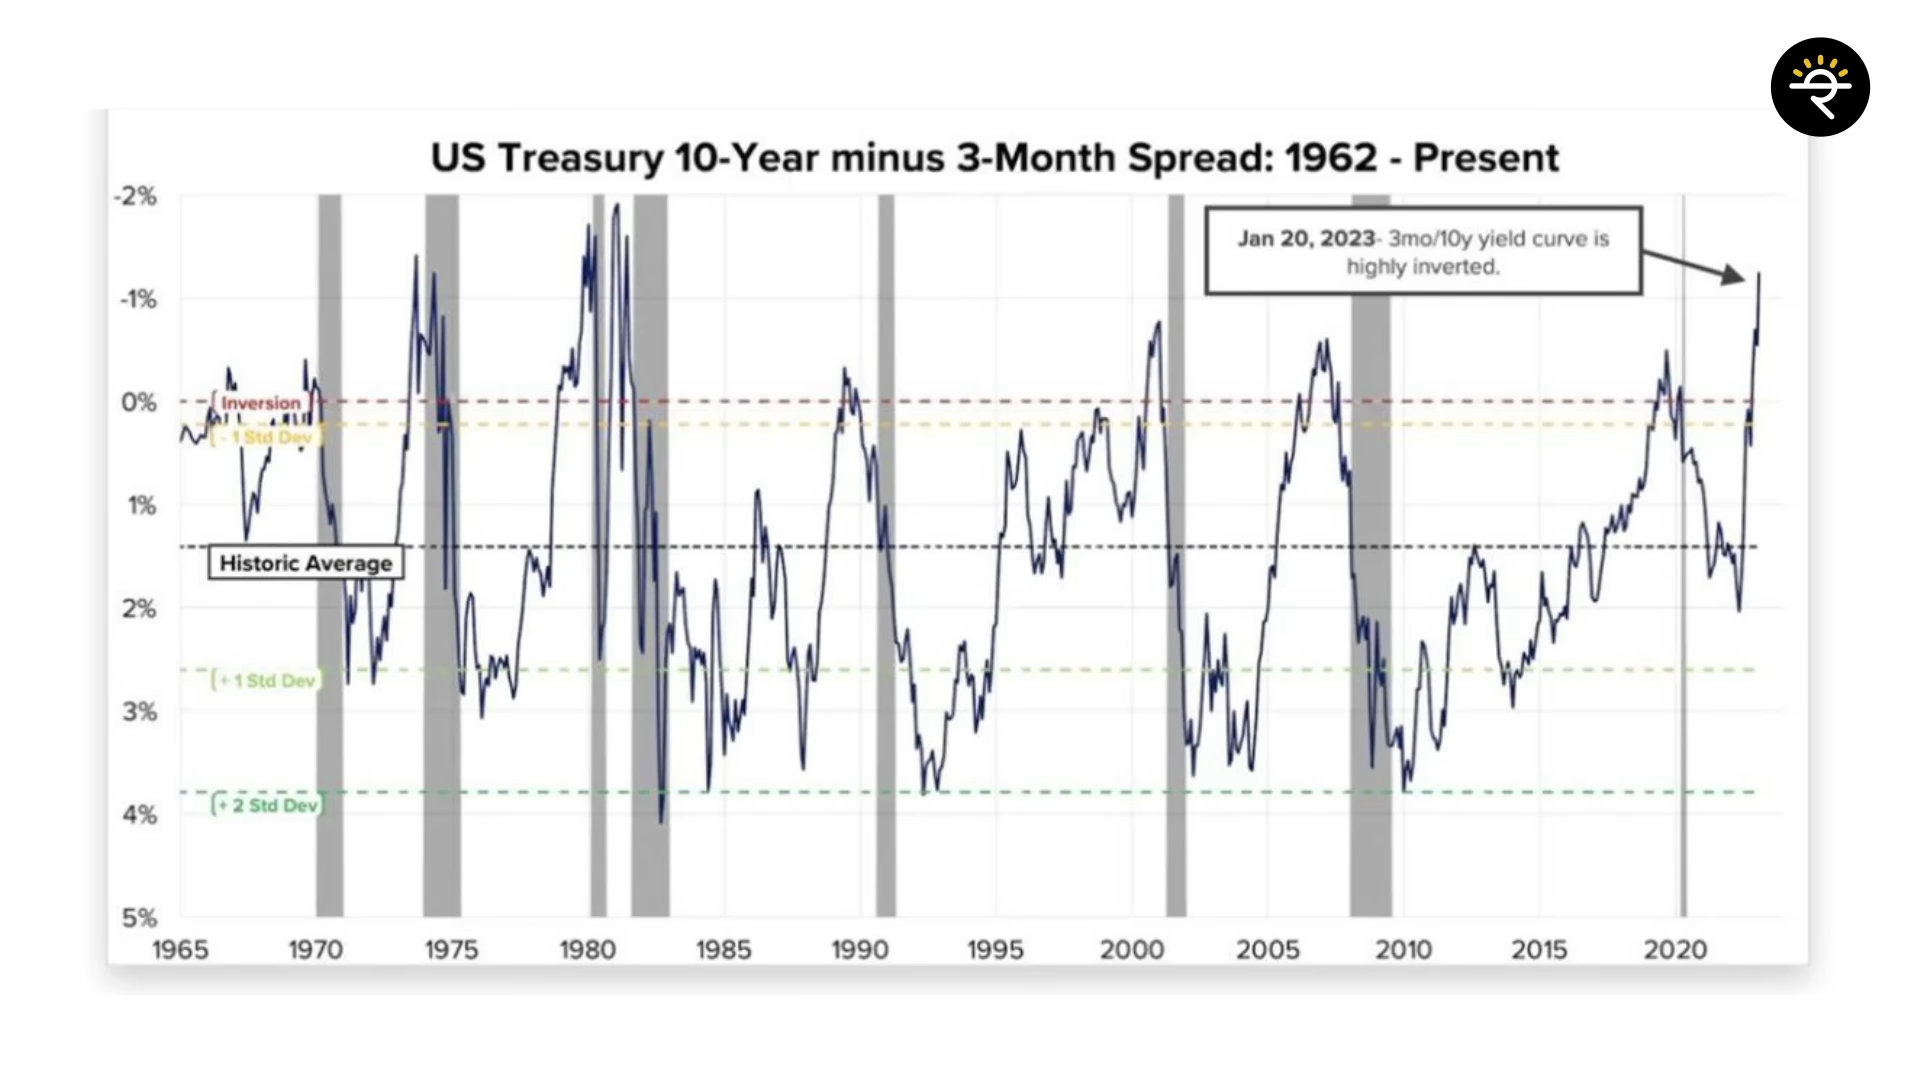 US Treasury 10-Year minus 3-Month Spread: 1962 - Present
-2%
Jan 20, 2023- 3mo/10y yield curve is
highly inverted.
-1%
0%
Inversion
- 1 Std Dev
1%
Historic Average
2%
+ 1 Std Dev
3%
+ 2 Std Dev
4%
5%
1965 1970 1975 1980 1985 1990 1995 2000 2005 2010 2015 2020